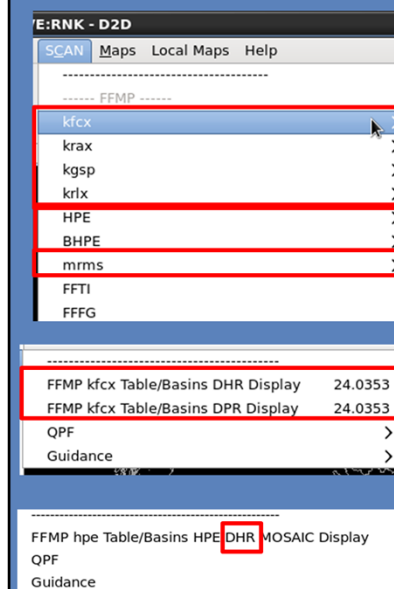 /E:RNK - D2D
SCAN Maps Local Maps Help
------ FFMP ------
kfcx
krax
kgsp
krlx
HPE
BHPE
mrms
FFTI
FFFG
FFMP kfcx Table/Basins DHR Display 24.0353
FFMP kfcx Table/Basins DPR Display 24.0353
QPF
Guidance
FFMP hpe Table/Basins HPE DHR MOSAIC Display
QPF
Guidance